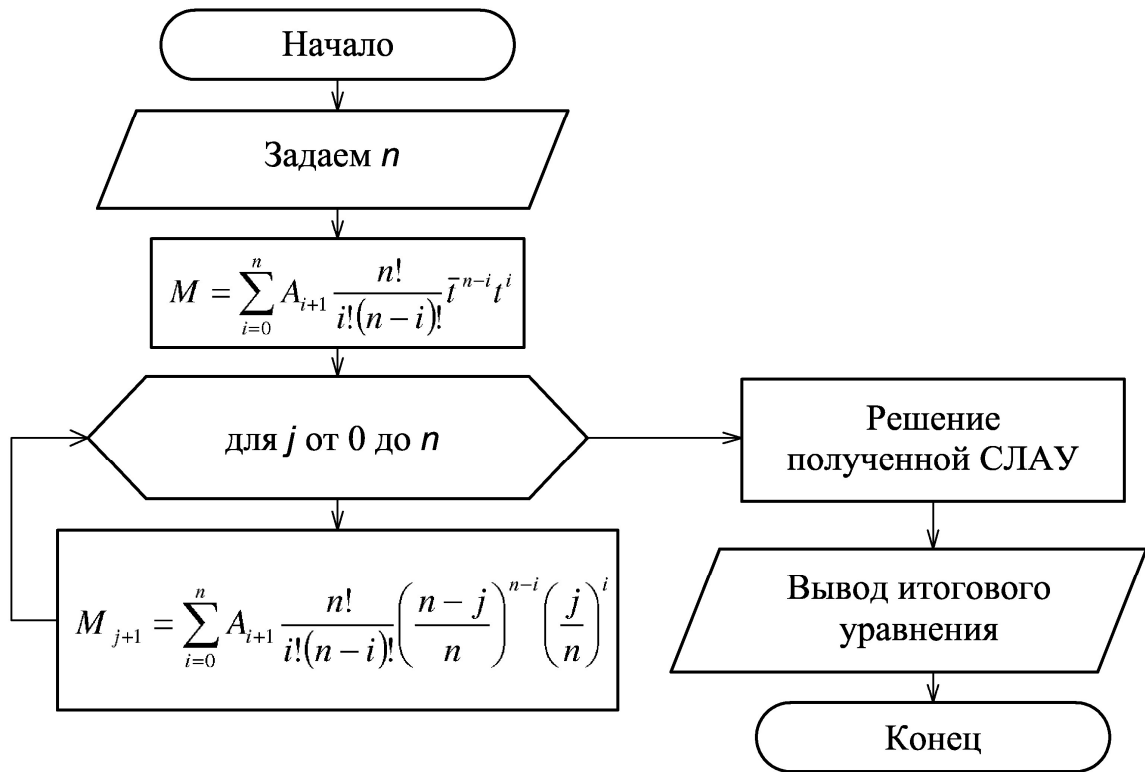 Начало
Задаем n
M = \sum_{i=0}^{n} A_{i+1} \frac{n!}{i!(n-i)!} \bar{t}^{n-i} t^{i}
для j от 0 до n
M_{j+1} = \sum_{i=0}^{n} A_{i+1} \frac{n!}{i!(n-i)!} \left(\frac{n-j}{n}\right)^{n-i} \left(\frac{j}{n}\right)^{i}
Решение
полученной СЛАУ
Вывод итогового
уравнения
Конец